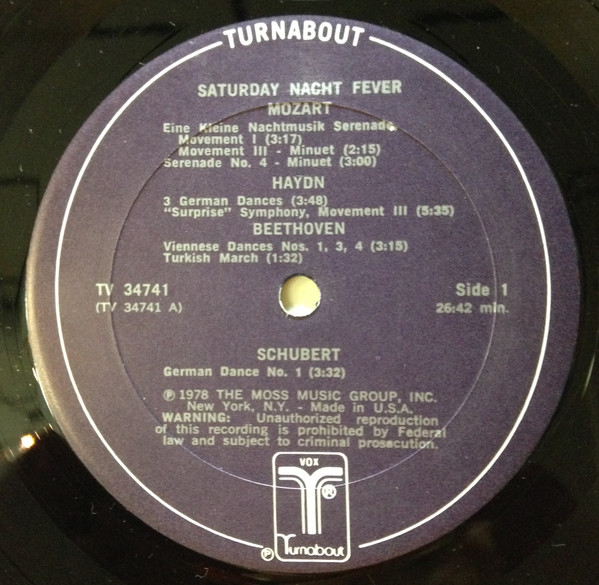 TURNABOUT
SATURDAY NACHT FEVER
MOZART
Eine Kleine Nachtmusik Serenade
Movement I (3:17)
Movement III - Minuet (2:15)
Serenade No. 4 - Minuet (3:00)
HAYDN
3 German Dances (3:48)
"Surprise" Symphony, Movement III (5:35)
BEETHOVEN
Viennese Dances Nos. 1, 3, 4 (3:15)
Turkish March (1:32)
TV 34741 Side 1
(TV 34741 A) 26:42 min.
SCHUBERT
German Dance No. 1 (3:32)
℗ 1978 THE MOSS MUSIC GROUP, INC.
New York, N.Y. - Made in U.S.A.
WARNING: Unauthorized reproduction
of this recording is prohibited by Federal
law and subject to criminal prosecution.
VOX
T®
℗ Turnabout